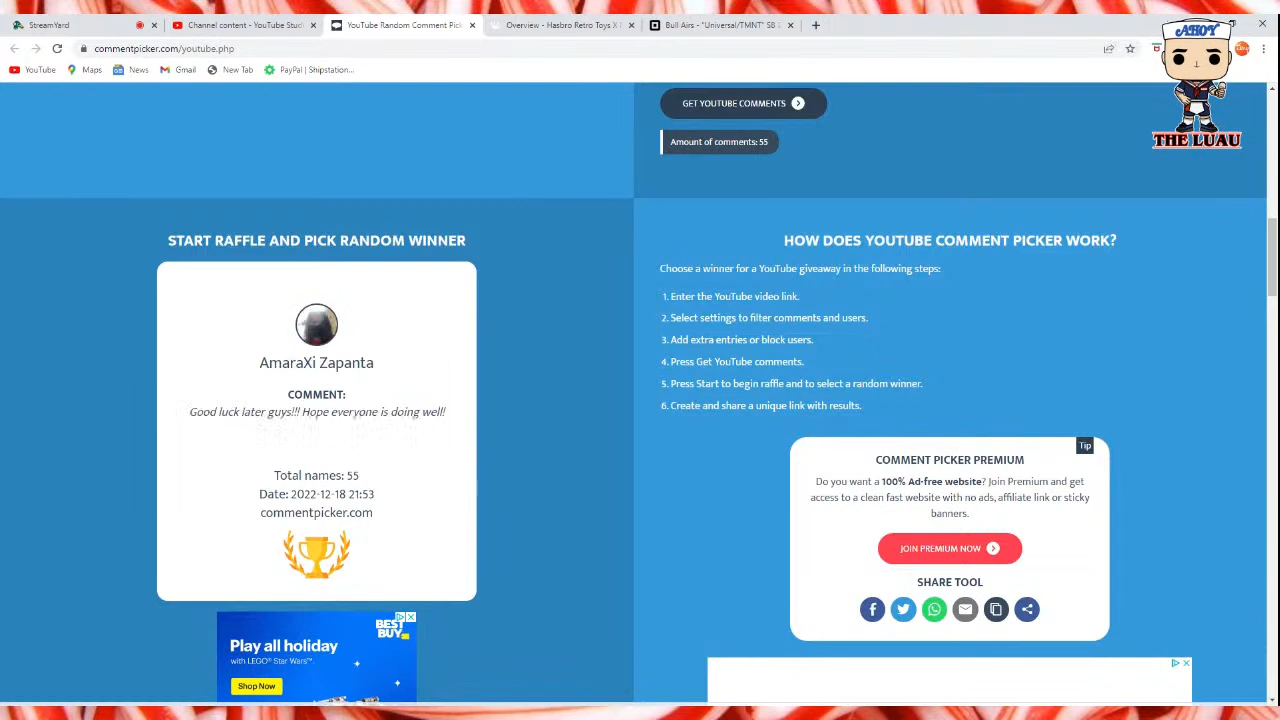 StreamYard
Channel content - YouTube Stud
YouTube Random Comment Pick
Overview - Hasbro Retro Toys X T
Bull Airs - "Universal/TMNT" SB &
commentpicker.com/youtube.php
YouTube
Maps
News
Gmail
New Tab
PayPal | Shipstation...
AHOY
THE LUAU
GET YOUTUBE COMMENTS
Amount of comments: 55
START RAFFLE AND PICK RANDOM WINNER
AmaraXi Zapanta
COMMENT:
Good luck later guys!!! Hope everyone is doing well!
Total names: 55
Date: 2022-12-18 21:53
commentpicker.com
BEST
BUY
Play all holiday
with LEGO® Star Wars™.
Shop Now
HOW DOES YOUTUBE COMMENT PICKER WORK?
Choose a winner for a YouTube giveaway in the following steps:
1. Enter the YouTube video link.
2. Select settings to filter comments and users.
3. Add extra entries or block users.
4. Press Get YouTube comments.
5. Press Start to begin raffle and to select a random winner.
6. Create and share a unique link with results.
Tip
COMMENT PICKER PREMIUM
Do you want a 100% Ad-free website? Join Premium and get
access to a clean fast website with no ads, affiliate link or sticky
banners.
JOIN PREMIUM NOW
SHARE TOOL